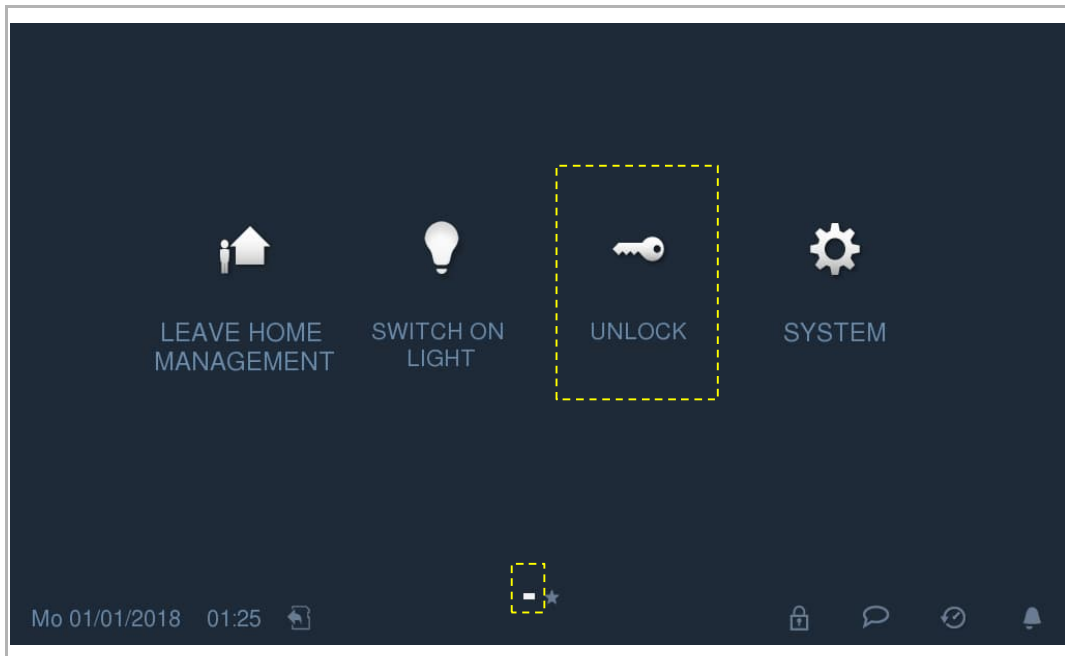 LEAVE HOME
MANAGEMENT
SWITCH ON
LIGHT
UNLOCK
SYSTEM
Mo 01/01/2018 01:25